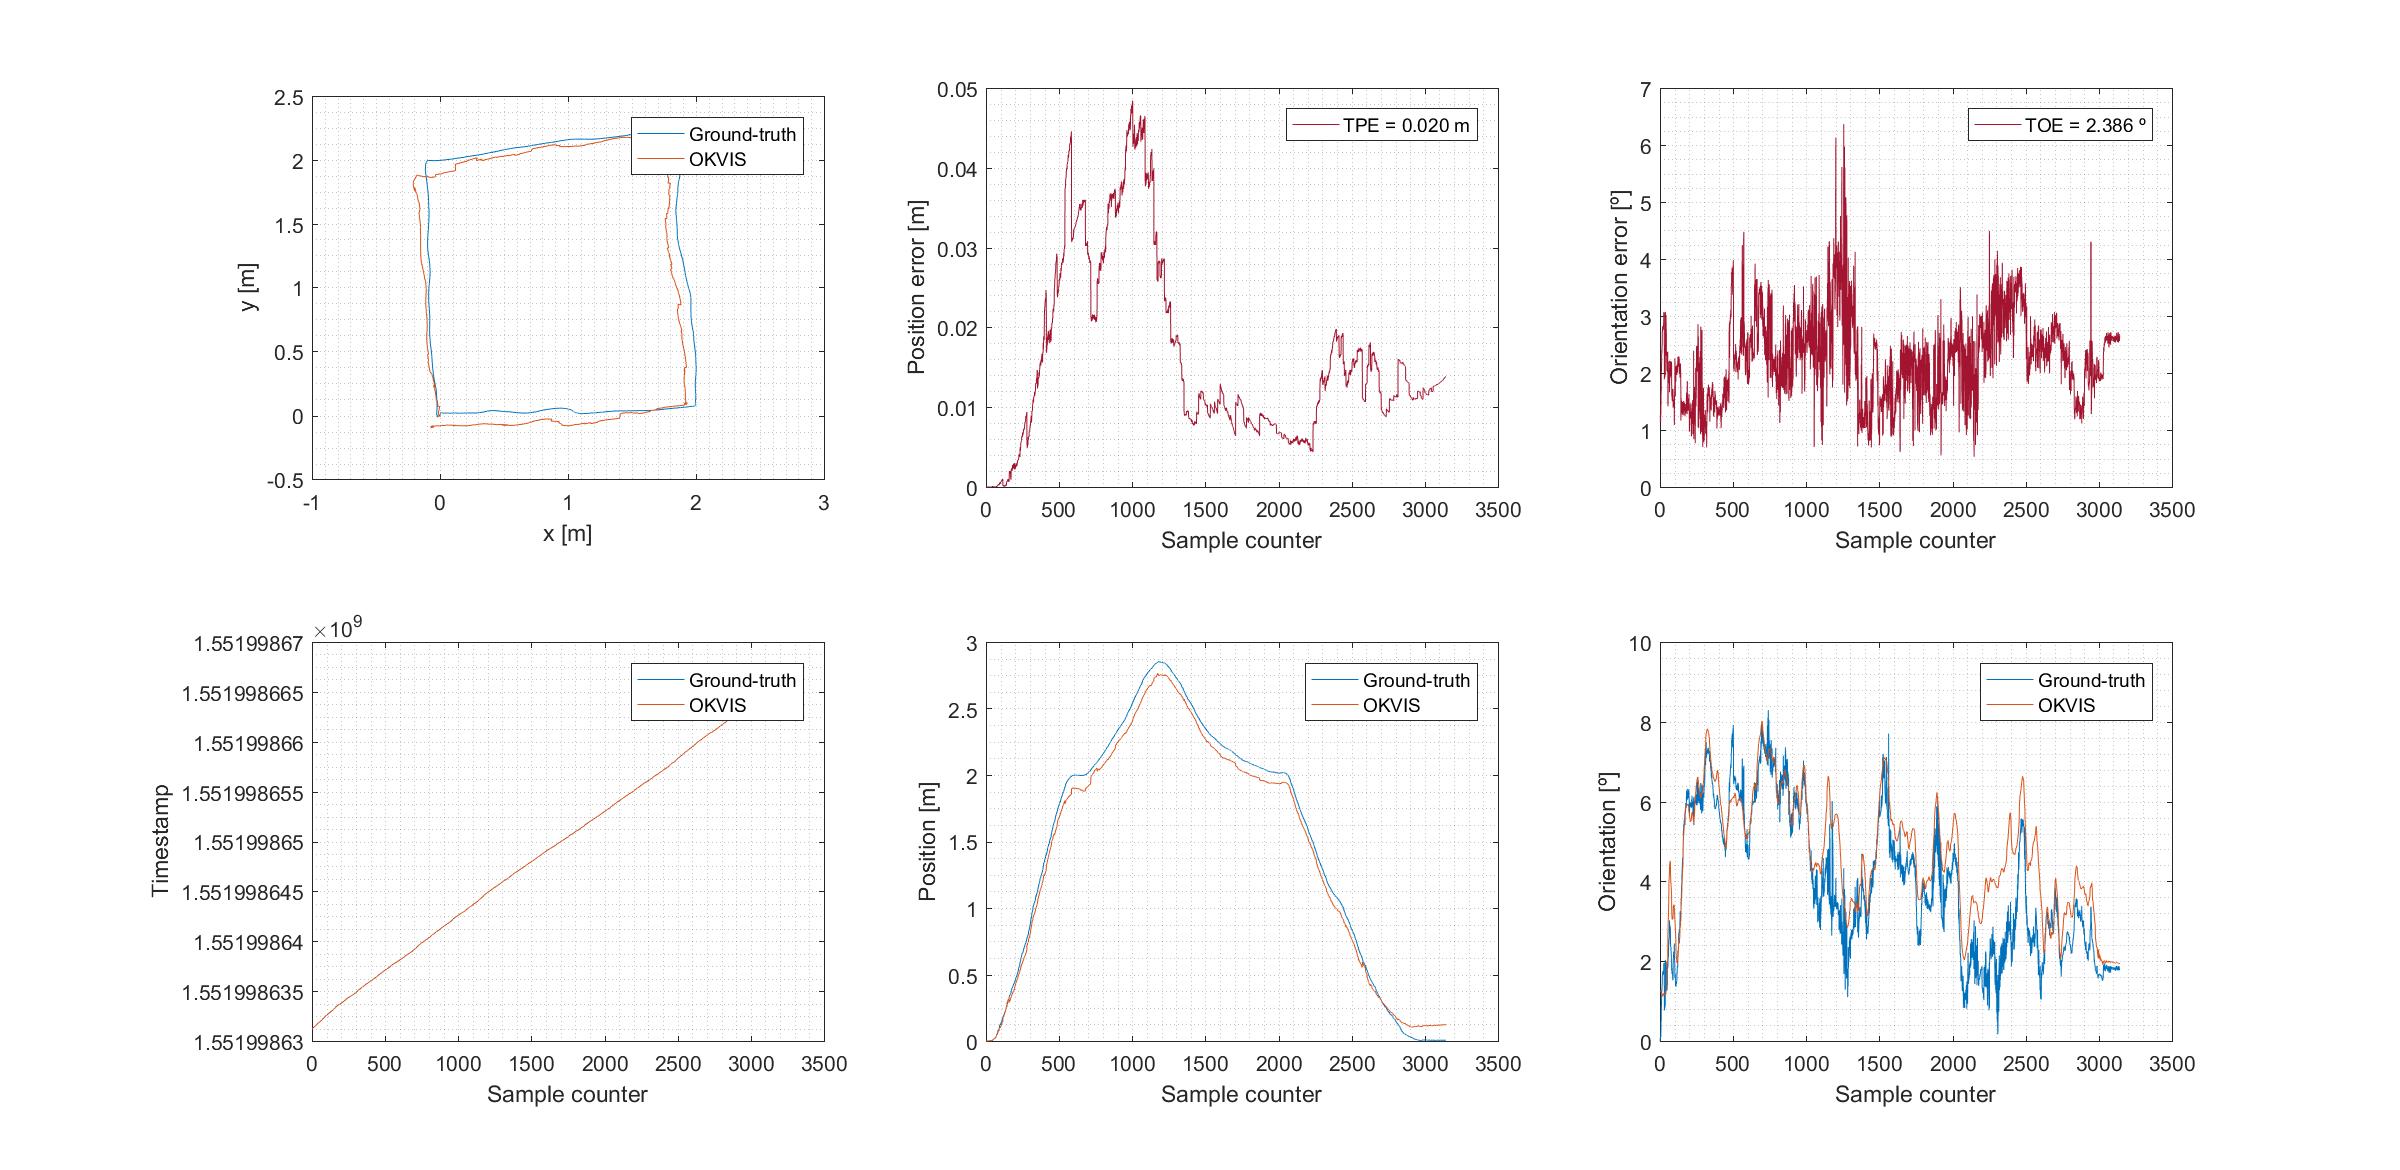 2.5
2
1.5
1
0.5
0
-0.5
-1 0 1 2 3
y [m]
x [m]
Ground-truth
OKVIS
0.05
0.04
0.03
0.02
0.01
0
0 500 1000 1500 2000 2500 3000 3500
Position error [m]
Sample counter
TPE = 0.020 m
7
6
5
4
3
2
1
0
0 500 1000 1500 2000 2500 3000 3500
Orientation error [º]
Sample counter
TOE = 2.386 º
×10⁹
1.55199867
1.551998665
1.55199866
1.551998655
1.55199865
1.551998645
1.55199864
1.551998635
1.55199863
0 500 1000 1500 2000 2500 3000 3500
Timestamp
Sample counter
Ground-truth
OKVIS
3
2.5
2
1.5
1
0.5
0
0 500 1000 1500 2000 2500 3000 3500
Position [m]
Sample counter
Ground-truth
OKVIS
10
8
6
4
2
0
0 500 1000 1500 2000 2500 3000 3500
Orientation [º]
Sample counter
Ground-truth
OKVIS